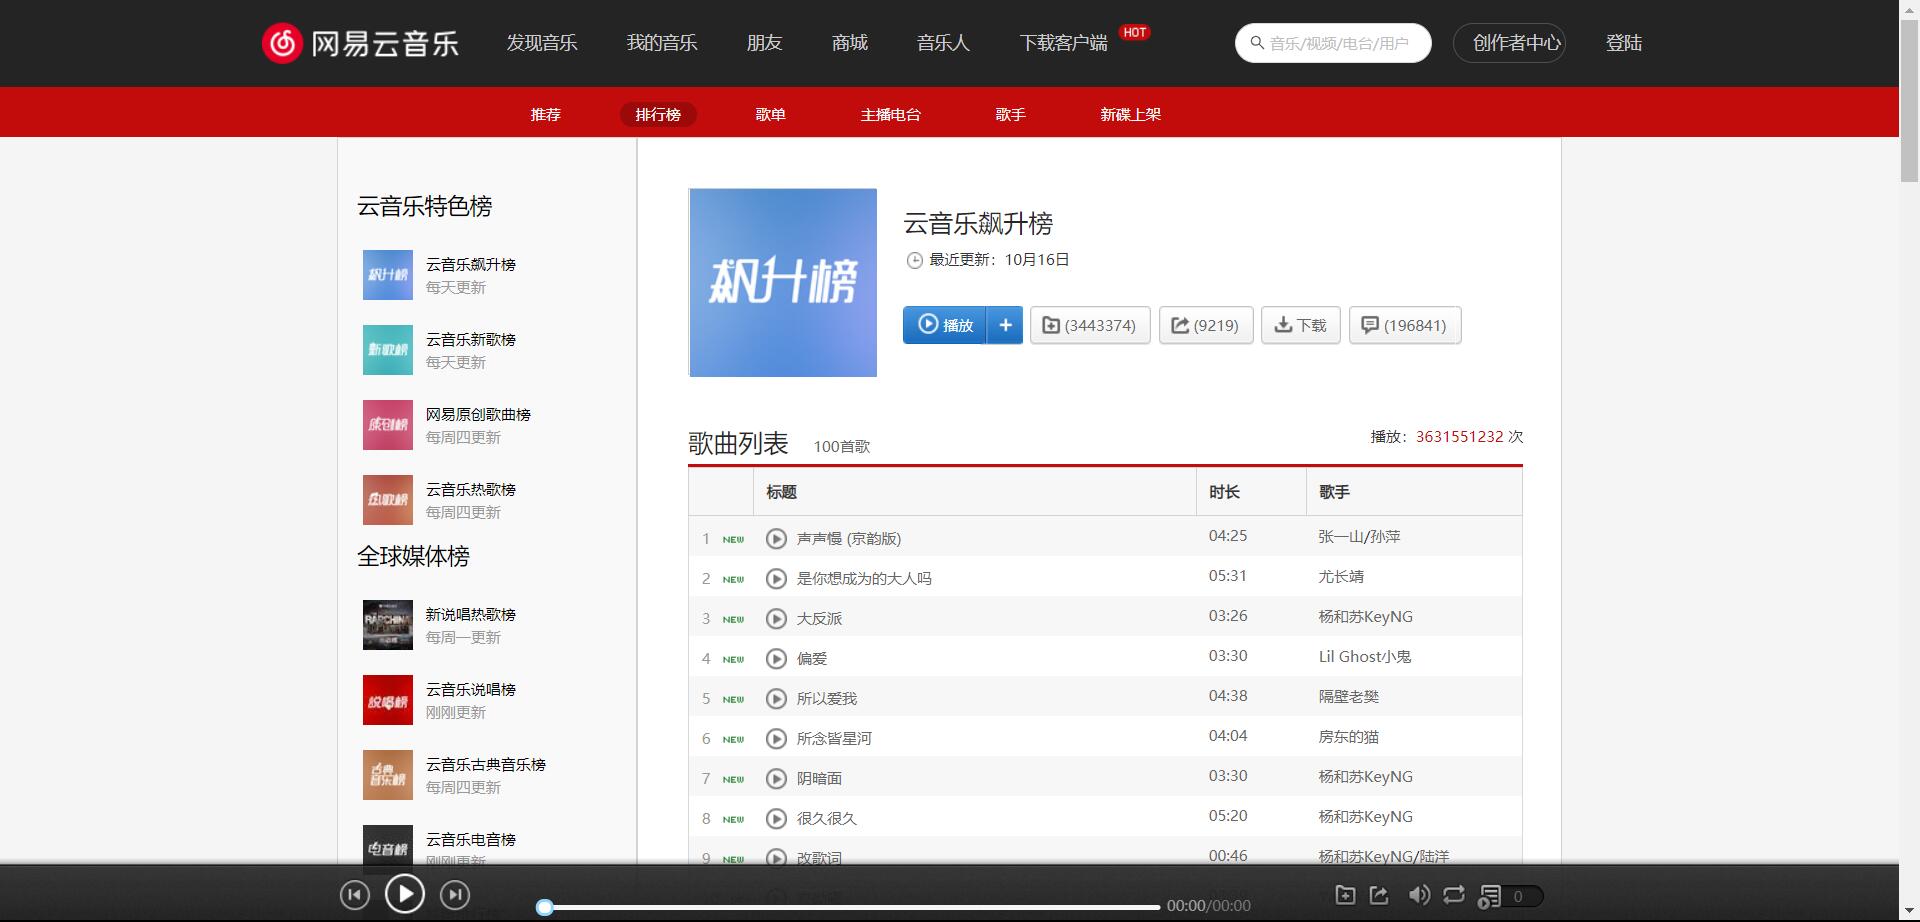 网易云音乐 发现音乐 我的音乐 朋友 商城 音乐人 下载客户端 HOT 音乐/视频/电台/用户 创作者中心 登陆
推荐 排行榜 歌单 主播电台 歌手 新碟上架
云音乐特色榜
飙升榜 云音乐飙升榜
每天更新
新歌榜 云音乐新歌榜
每天更新
原创榜 网易原创歌曲榜
每周四更新
热歌榜 云音乐热歌榜
每周四更新
全球媒体榜
RAPCHINA 新说唱热歌榜
每周一更新
说唱榜 云音乐说唱榜
刚刚更新
古典音乐榜 云音乐古典音乐榜
每周四更新
电音榜 云音乐电音榜
刚刚更新
飙升榜
云音乐飙升榜
最近更新：10月16日
播放 + (3443374) (9219) 下载 (196841)
歌曲列表 100首歌 播放：3631551232 次
标题 时长 歌手
1 NEW 声声慢 (京韵版) 04:25 张一山/孙萍
2 NEW 是你想成为的大人吗 05:31 尤长靖
3 NEW 大反派 03:26 杨和苏KeyNG
4 NEW 偏爱 03:30 Lil Ghost小鬼
5 NEW 所以爱我 04:38 隔壁老樊
6 NEW 所念皆星河 04:04 房东的猫
7 NEW 阴暗面 03:30 杨和苏KeyNG
8 NEW 很久很久 05:20 杨和苏KeyNG
9 NEW 改歌词 00:46 杨和苏KeyNG/陆洋
00:00/00:00 0